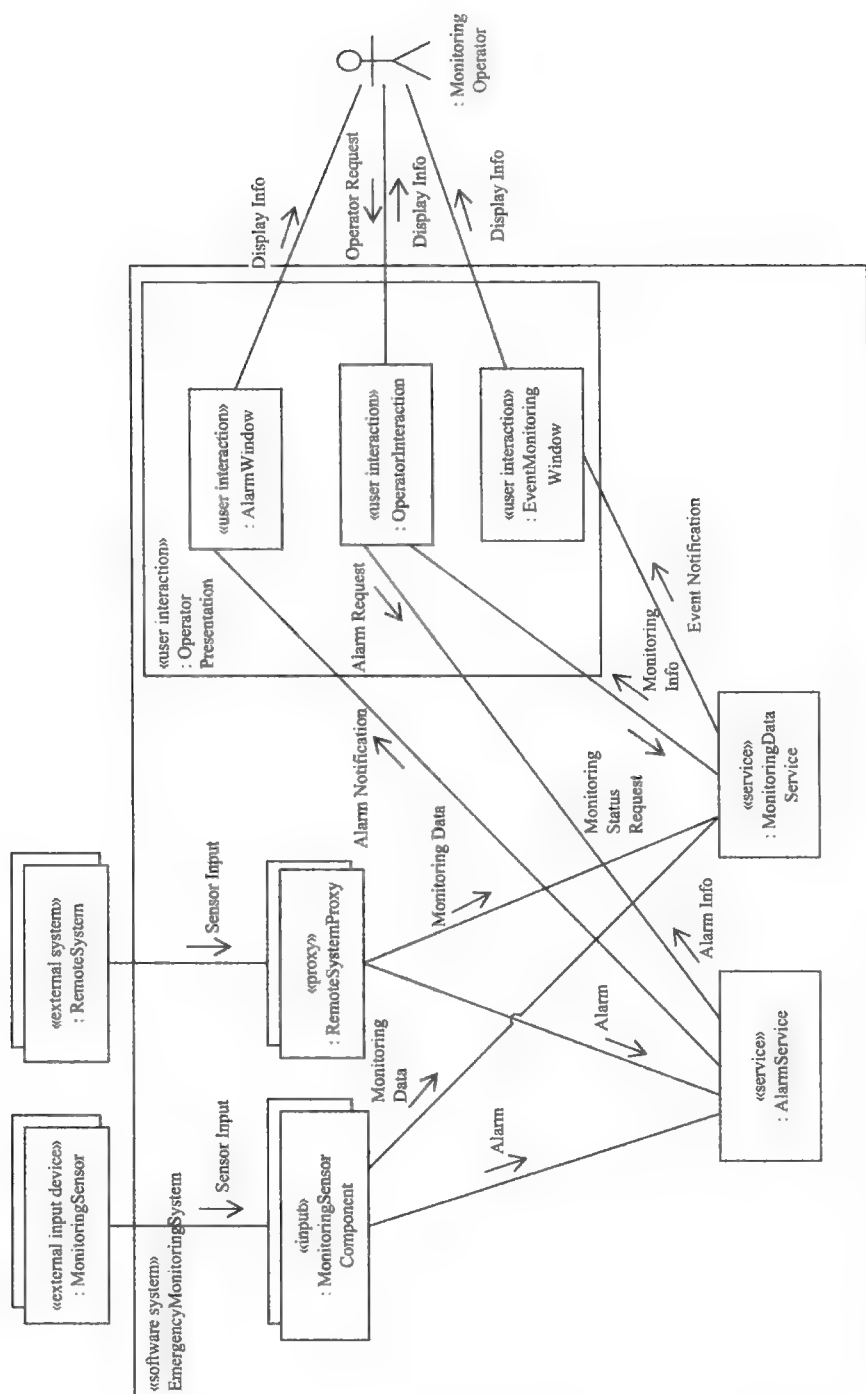 «external input device»
: MonitoringSensor
«external system»
: RemoteSystem
Sensor Input
Sensor Input
«software system»
EmergencyMonitoringSystem
«input»
: MonitoringSensor
Component
«proxy»
: RemoteSystemProxy
«user interaction»
: Operator
Presentation
«user interaction»
: AlarmWindow
«user interaction»
: OperatorInteraction
«user interaction»
: EventMonitoring
Window
Display Info
Operator Request
Display Info
Display Info
: Monitoring
Operator
Monitoring
Data
Alarm
Alarm
Monitoring Data
Alarm Notification
Alarm Request
Alarm Info
Monitoring
Status
Request
Monitoring
Info
Event Notification
«service»
: AlarmService
«service»
: MonitoringData
Service